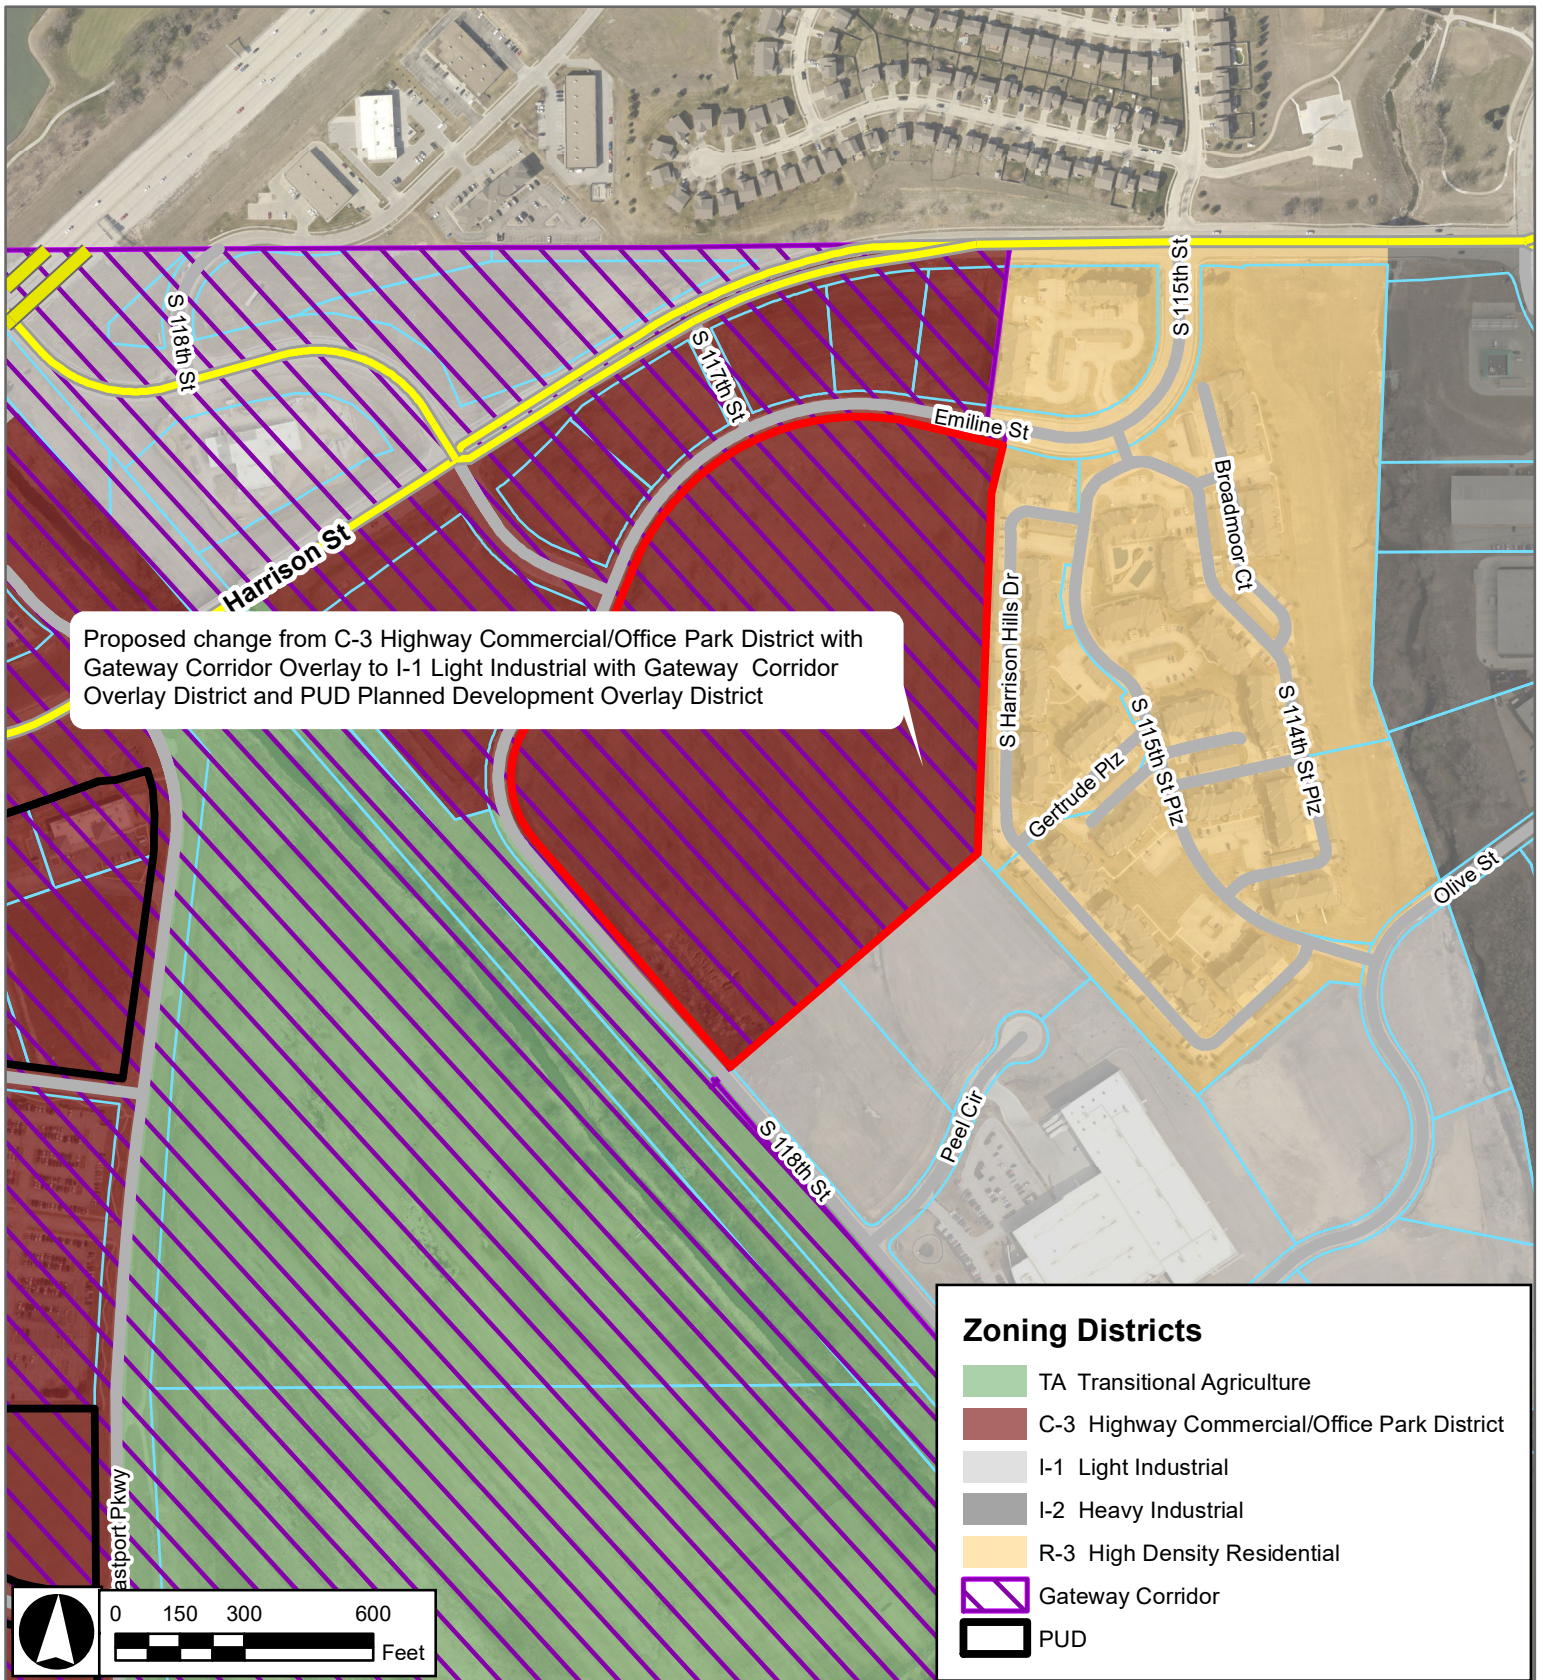 S 118th St
S 115th St
S 117th St
Emiline St
Broadmoor Ct
Harrison St
S Harrison Hills Dr
Proposed change from C-3 Highway Commercial/Office Park District with
Gateway Corridor Overlay to I-1 Light Industrial with Gateway Corridor
Overlay District and PUD Planned Development Overlay District
S 114th St Plz
S 115th St Plz
Gertrude Plz
Olive St
Peel Cir
S 118th St
astport Pkwy
Zoning Districts
TA Transitional Agriculture
C-3 Highway Commercial/Office Park District
I-1 Light Industrial
I-2 Heavy Industrial
R-3 High Density Residential
Gateway Corridor
PUD
0 150 300 600
Feet